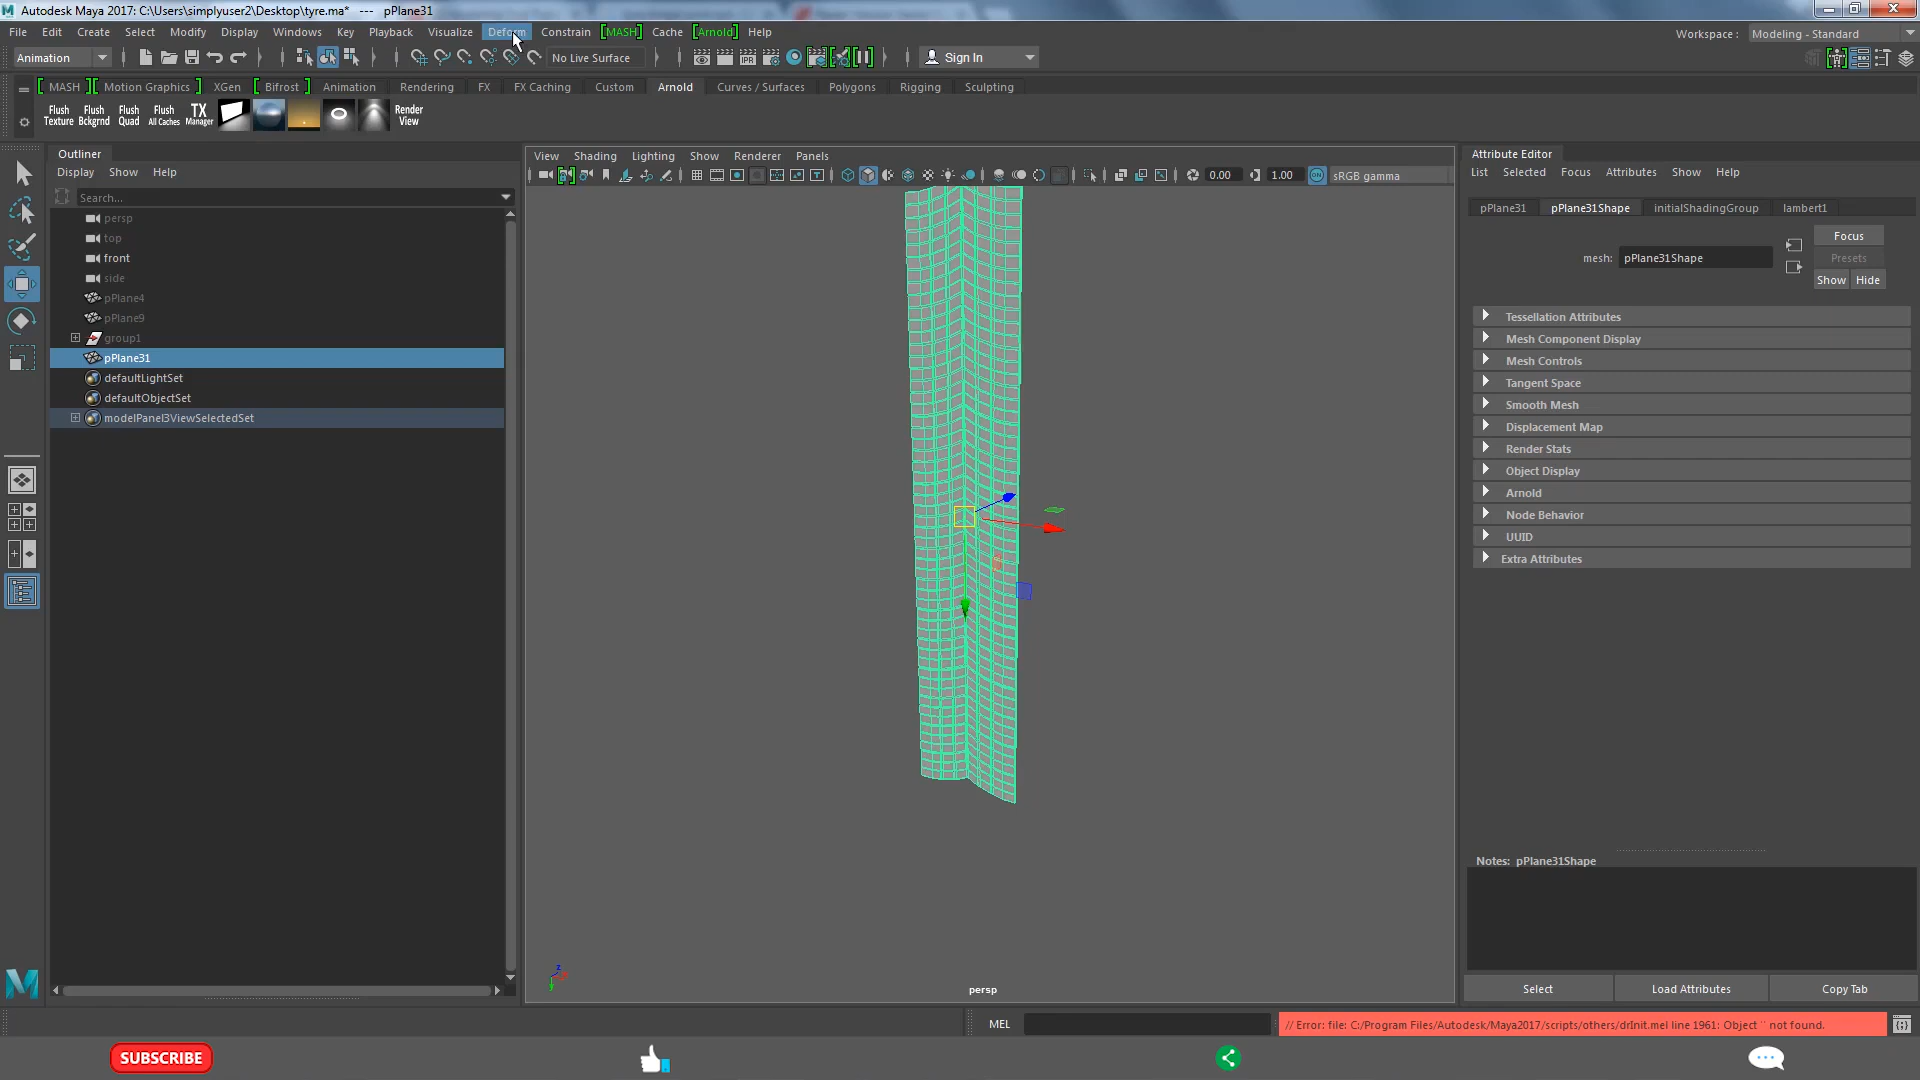 Autodesk Maya 2017: C:\Users\simplyuser2\Desktop\tyre.ma* --- pPlane31
File Edit Create Select Modify Display Windows Key Playback Visualize Deform Constrain [MASH] Cache [Arnold] Help
Workspace : Modeling - Standard
Animation No Live Surface Sign In
MASH Motion Graphics XGen Bifrost Animation Rendering FX FX Caching Custom Arnold Curves / Surfaces Polygons Rigging Sculpting
Flush Texture Flush Bckgrnd Flush Quad Flush All Caches TX Manager Render View
IPR
Outliner
Display Show Help
Search...
persp
top
front
side
pPlane4
pPlane9
group1
pPlane31
defaultLightSet
defaultObjectSet
modelPanel3ViewSelectedSet
View Shading Lighting Show Renderer Panels
0.00 1.00 sRGB gamma
persp
Attribute Editor
List Selected Focus Attributes Show Help
pPlane31 pPlane31Shape initialShadingGroup lambert1
Focus
mesh: pPlane31Shape
Presets
Show Hide
Tessellation Attributes
Mesh Component Display
Mesh Controls
Tangent Space
Smooth Mesh
Displacement Map
Render Stats
Object Display
Arnold
Node Behavior
UUID
Extra Attributes
Notes: pPlane31Shape
Select Load Attributes Copy Tab
MEL
// Error: file: C:/Program Files/Autodesk/Maya2017/scripts/others/drInit.mel line 1961: Object '' not found.
SUBSCRIBE